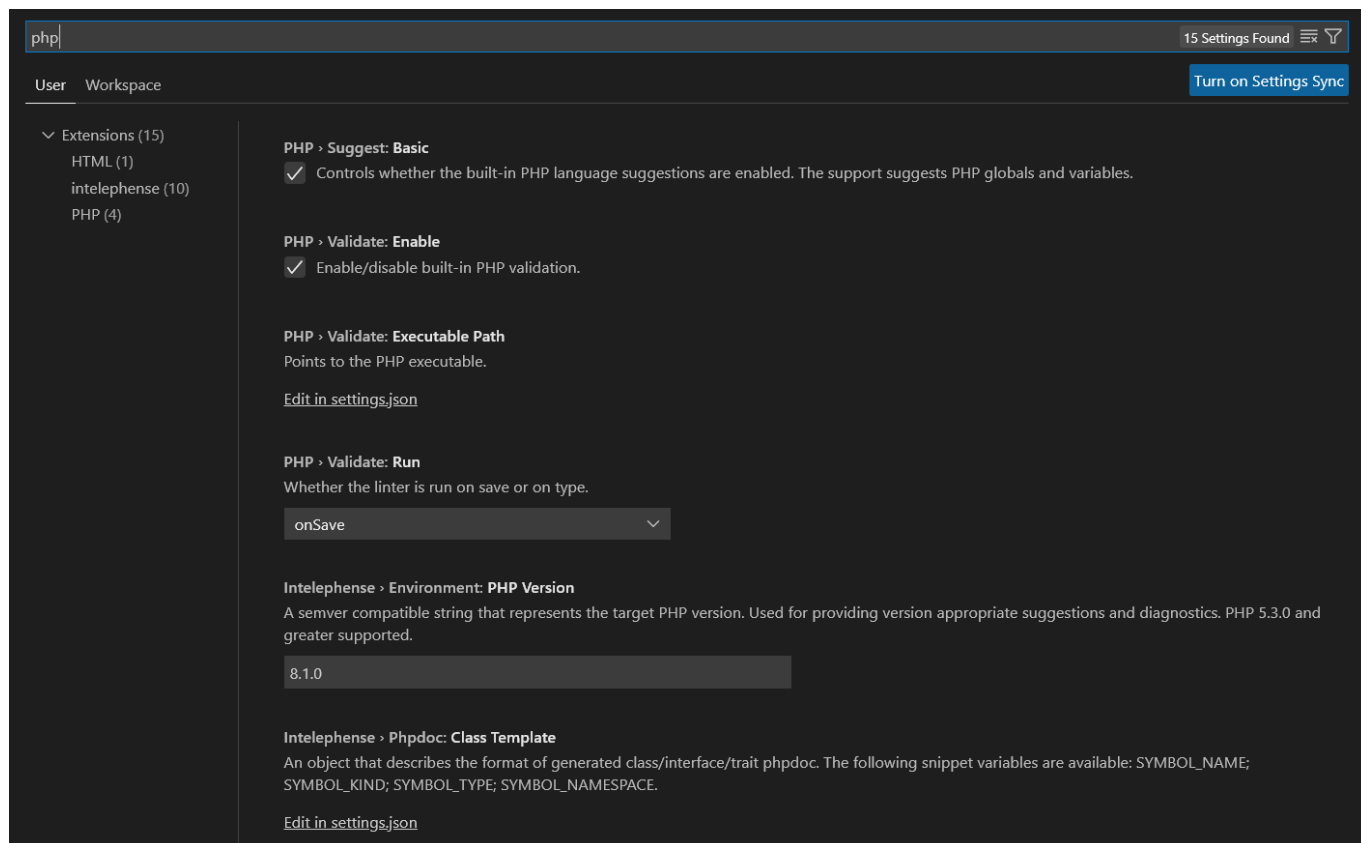 php
15 Settings Found
User Workspace
Turn on Settings Sync
Extensions (15)
HTML (1)
intelephense (10)
PHP (4)
PHP › Suggest: Basic
Controls whether the built-in PHP language suggestions are enabled. The support suggests PHP globals and variables.
PHP › Validate: Enable
Enable/disable built-in PHP validation.
PHP › Validate: Executable Path
Points to the PHP executable.
Edit in settings.json
PHP › Validate: Run
Whether the linter is run on save or on type.
onSave
Intelephense › Environment: PHP Version
A semver compatible string that represents the target PHP version. Used for providing version appropriate suggestions and diagnostics. PHP 5.3.0 and
greater supported.
8.1.0
Intelephense › Phpdoc: Class Template
An object that describes the format of generated class/interface/trait phpdoc. The following snippet variables are available: SYMBOL_NAME;
SYMBOL_KIND; SYMBOL_TYPE; SYMBOL_NAMESPACE.
Edit in settings.json